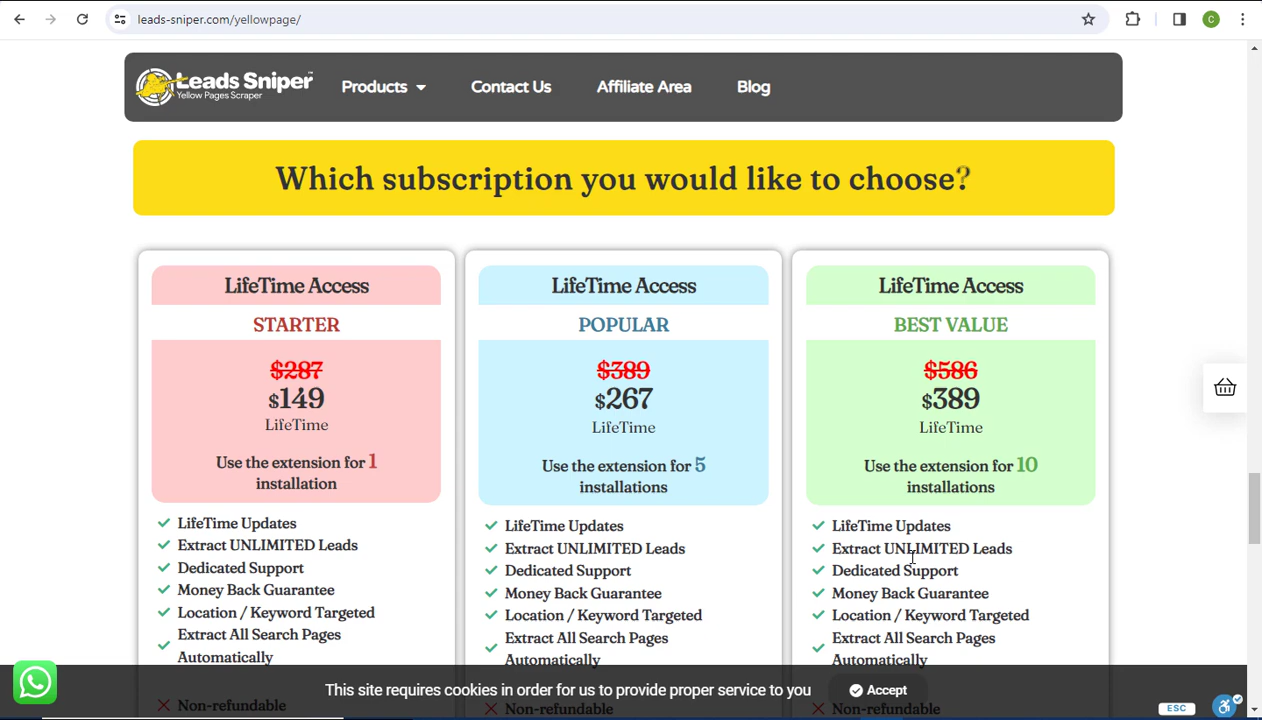 leads-sniper.com/yellowpage/
C
Leads Sniper
Yellow Pages Scraper
Products
Contact Us
Affiliate Area
Blog
Which subscription you would like to choose?
LifeTime Access
STARTER
$287
$149
LifeTime
Use the extension for 1
installation
LifeTime Updates
Extract UNLIMITED Leads
Dedicated Support
Money Back Guarantee
Location / Keyword Targeted
Extract All Search Pages
Automatically
Non-refundable
LifeTime Access
POPULAR
$389
$267
LifeTime
Use the extension for 5
installations
LifeTime Updates
Extract UNLIMITED Leads
Dedicated Support
Money Back Guarantee
Location / Keyword Targeted
Extract All Search Pages
Automatically
Non-refundable
LifeTime Access
BEST VALUE
$586
$389
LifeTime
Use the extension for 10
installations
LifeTime Updates
Extract UNLIMITED Leads
Dedicated Support
Money Back Guarantee
Location / Keyword Targeted
Extract All Search Pages
Automatically
Non-refundable
This site requires cookies in order for us to provide proper service to you
Accept
ESC